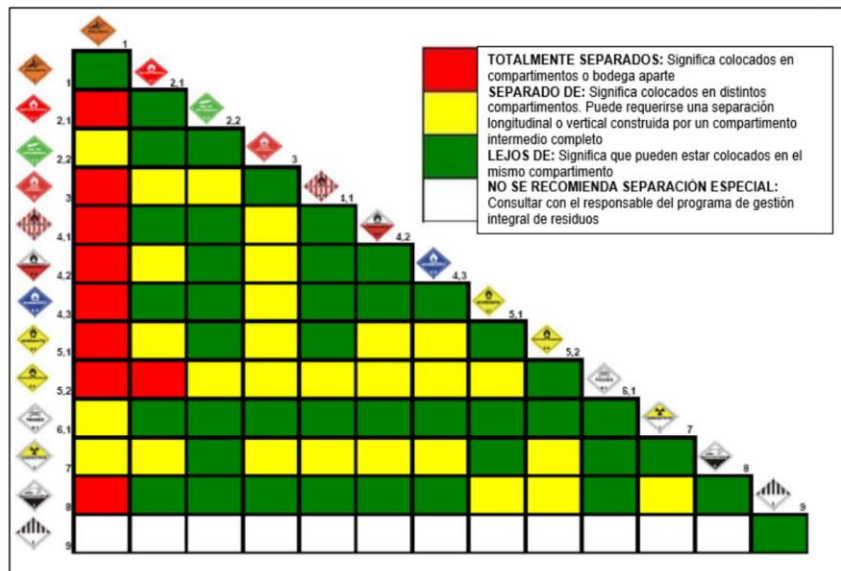 1
2,1
2,2
3
4,1
4,2
4,3
5,1
5,2
6,1
7
8
9
1
2,1
2,2
3
4,1
4,2
4,3
5,1
5,2
6,1
7
8
9
TOTALMENTE SEPARADOS: Significa colocados en
compartimentos o bodega aparte
SEPARADO DE: Significa colocados en distintos
compartimentos. Puede requerirse una separación
longitudinal o vertical construida por un compartimento
intermedio completo
LEJOS DE: Significa que pueden estar colocados en el
mismo compartimento
NO SE RECOMIENDA SEPARACIÓN ESPECIAL:
Consultar con el responsable del programa de gestión
integral de residuos